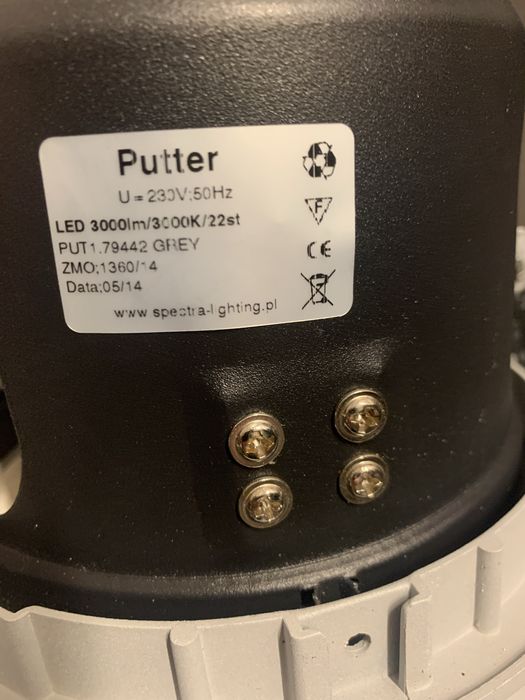 Putter
U = 230V;50Hz
LED 3000lm/3000K/22st
F
PUT1.79442 GREY
CE
ZMO;1360/14
Data;05/14
www.spectra-lighting.pl